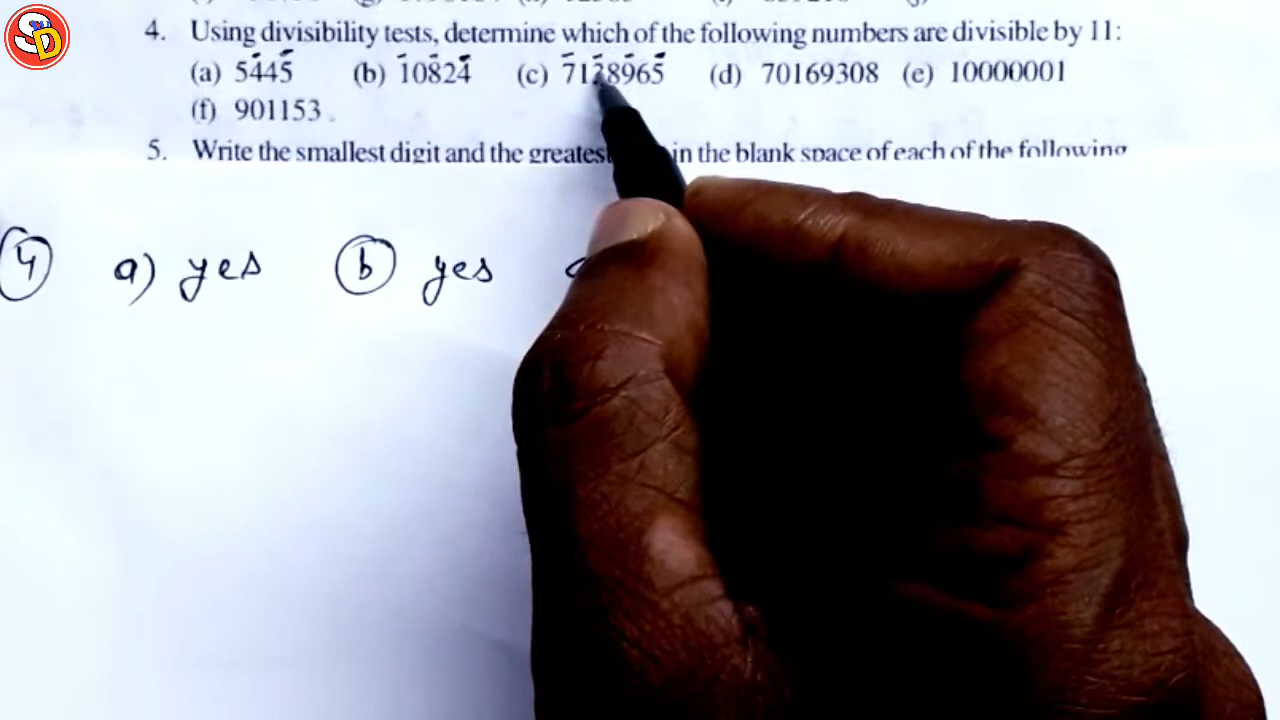 SD
4. Using divisibility tests, determine which of the following numbers are divisible by 11:
(a) 5445 (b) 10824 (c) 7138965 (d) 70169308 (e) 10000001
(f) 901153
5. Write the smallest digit and the greatest in the blank space of each of the following
4 a) yes b yes